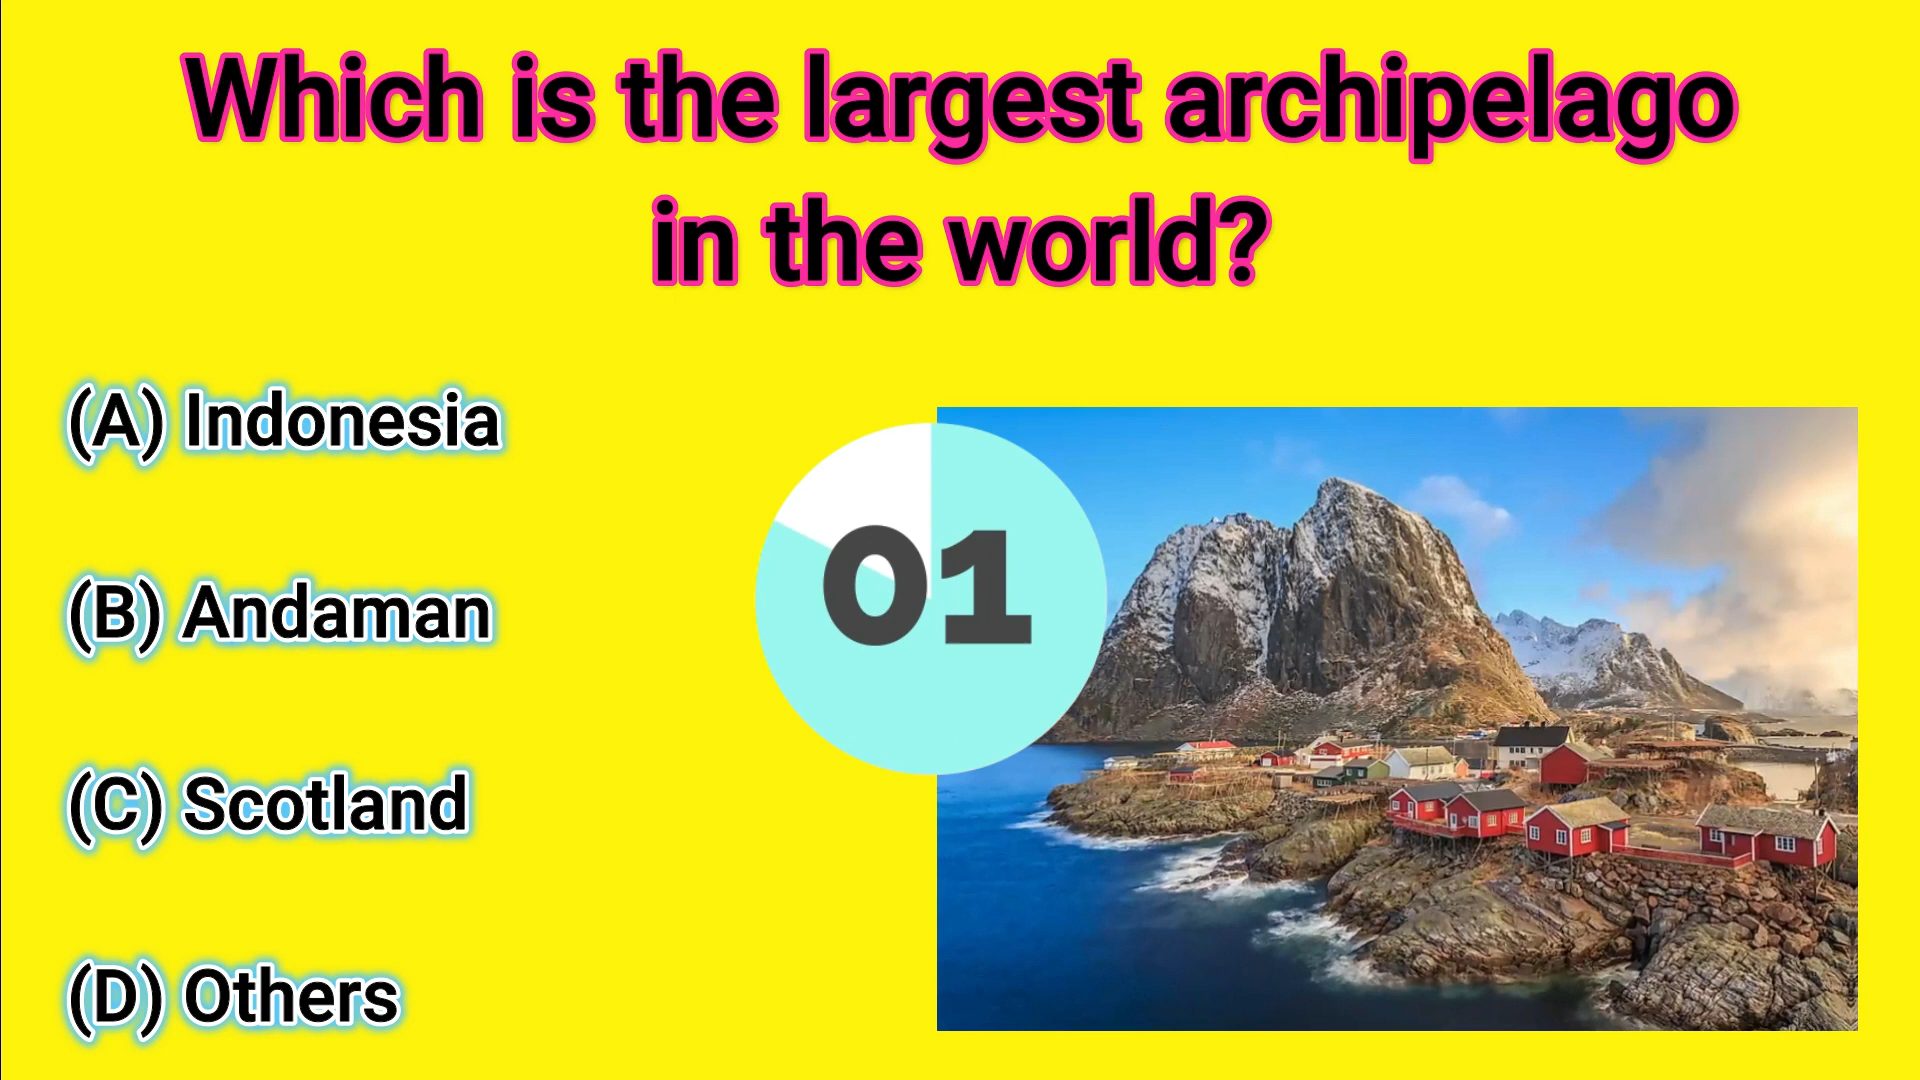 Which is the largest archipelago
in the world?
(A) Indonesia
01
(B) Andaman
(C) Scotland
(D) Others